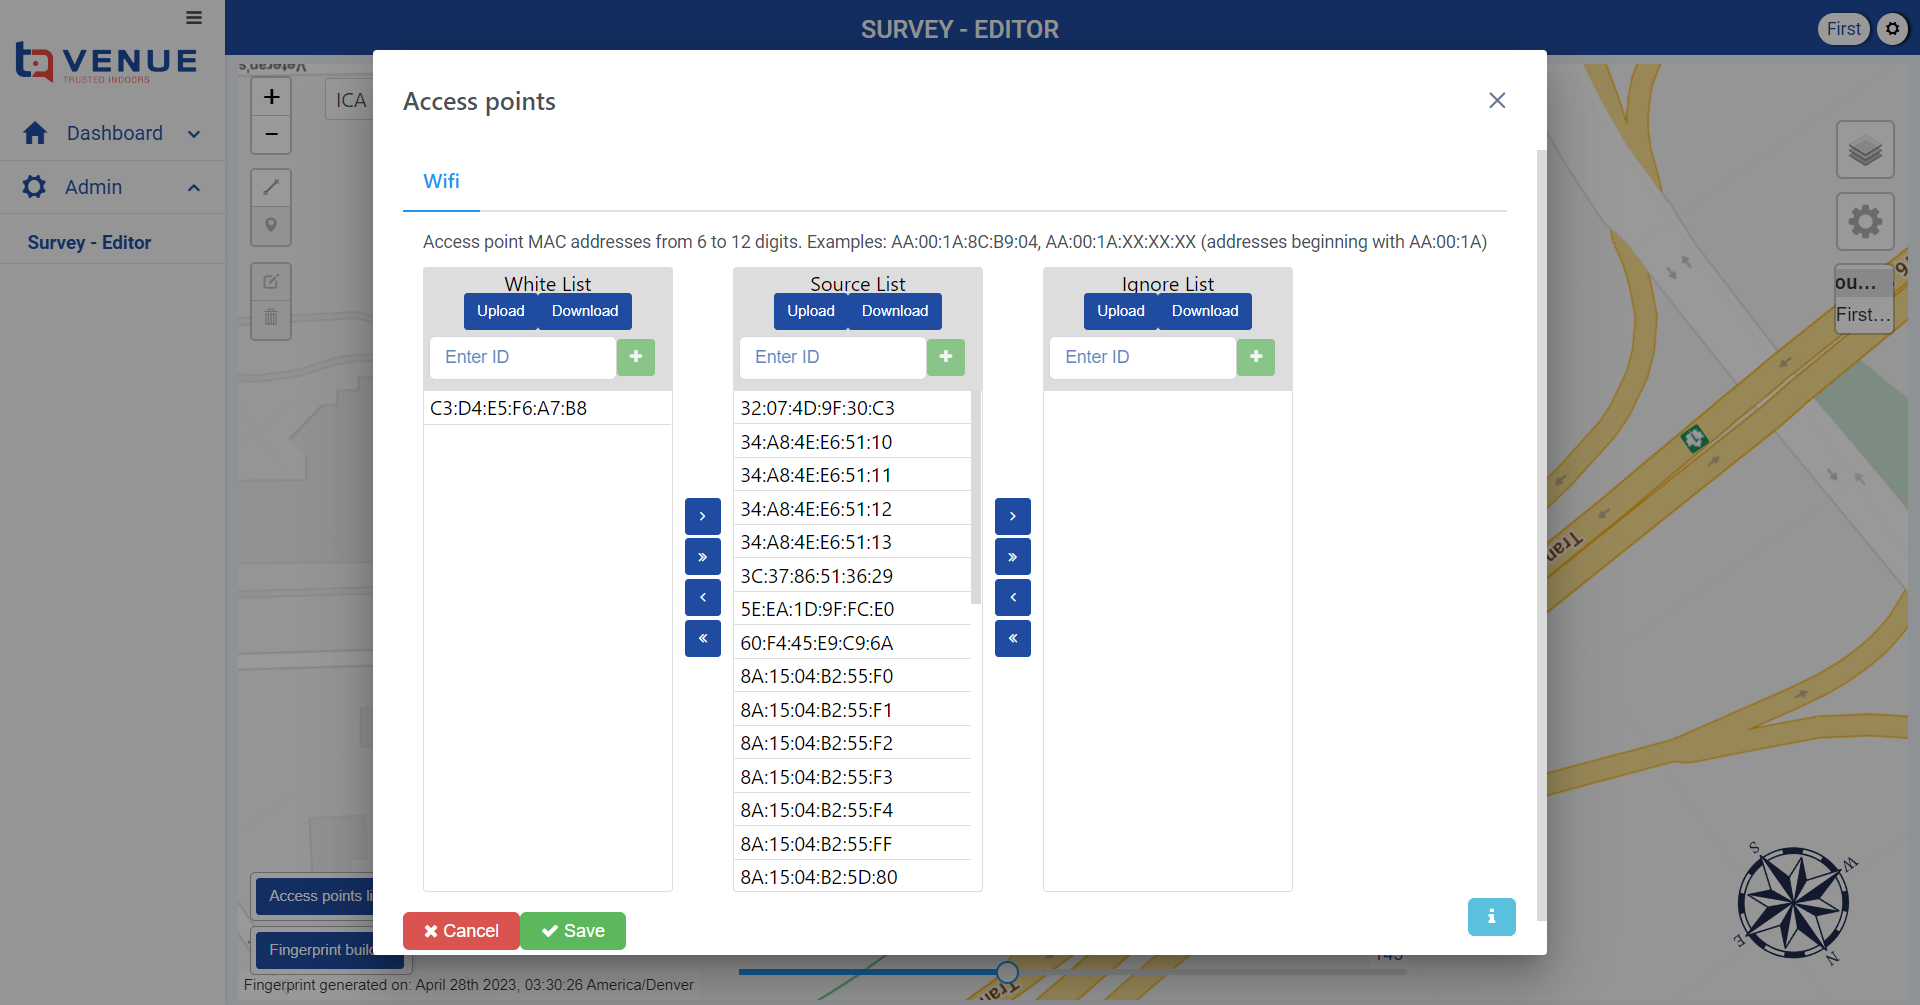 SURVEY - EDITOR
First
VENUE
TRUSTED INDOORS
Dashboard
Admin
Survey - Editor
Veteran's
+
ICA
−
Access points
Wifi
Access point MAC addresses from 6 to 12 digits. Examples: AA:00:1A:8C:B9:04, AA:00:1A:XX:XX:XX (addresses beginning with AA:00:1A)
White List
Upload Download
Enter ID
C3:D4:E5:F6:A7:B8
Source List
Upload Download
Enter ID
32:07:4D:9F:30:C3
34:A8:4E:E6:51:10
34:A8:4E:E6:51:11
34:A8:4E:E6:51:12
34:A8:4E:E6:51:13
3C:37:86:51:36:29
5E:EA:1D:9F:FC:E0
60:F4:45:E9:C9:6A
8A:15:04:B2:55:F0
8A:15:04:B2:55:F1
8A:15:04:B2:55:F2
8A:15:04:B2:55:F3
8A:15:04:B2:55:F4
8A:15:04:B2:55:FF
8A:15:04:B2:5D:80
Ignore List
Upload Download
Enter ID
> >
» »
< <
« «
Cancel Save
i
ou...
First...
Tran
S
W
E
N
Access points li
Fingerprint build
Fingerprint generated on: April 28th 2023, 03:30:26 America/Denver
Trans